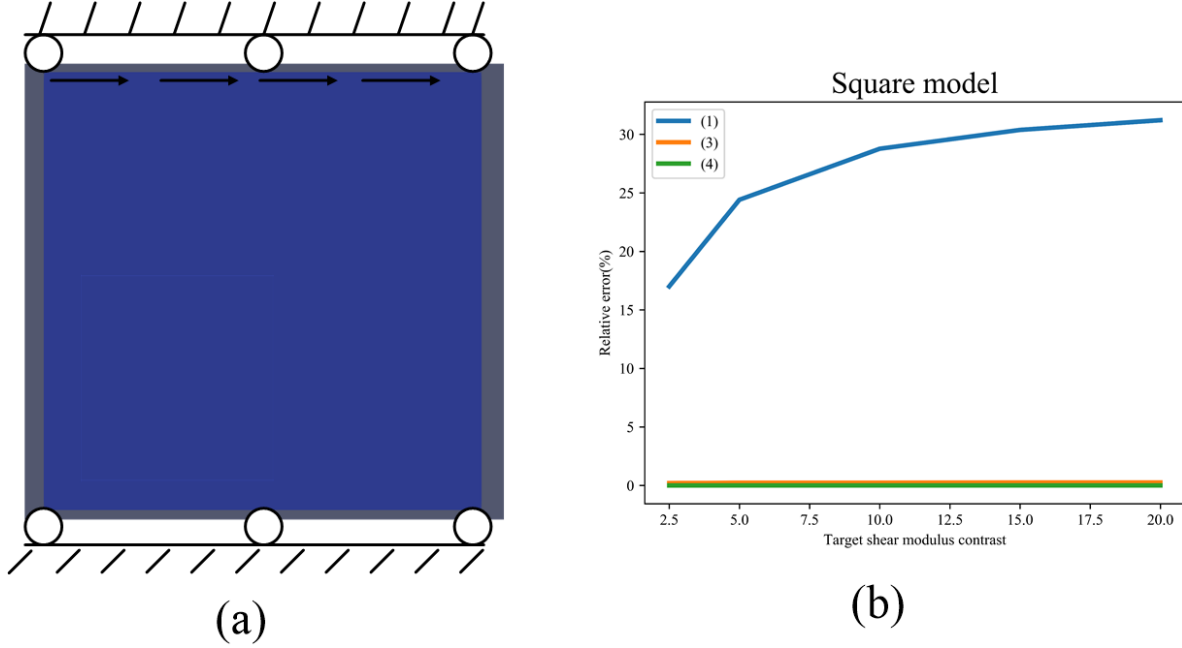 Square model
(1)
(3)
(4)
Relative error(%)
30
25
20
15
10
5
0
2.5 5.0 7.5 10.0 12.5 15.0 17.5 20.0
Target shear modulus contrast
(a)
(b)